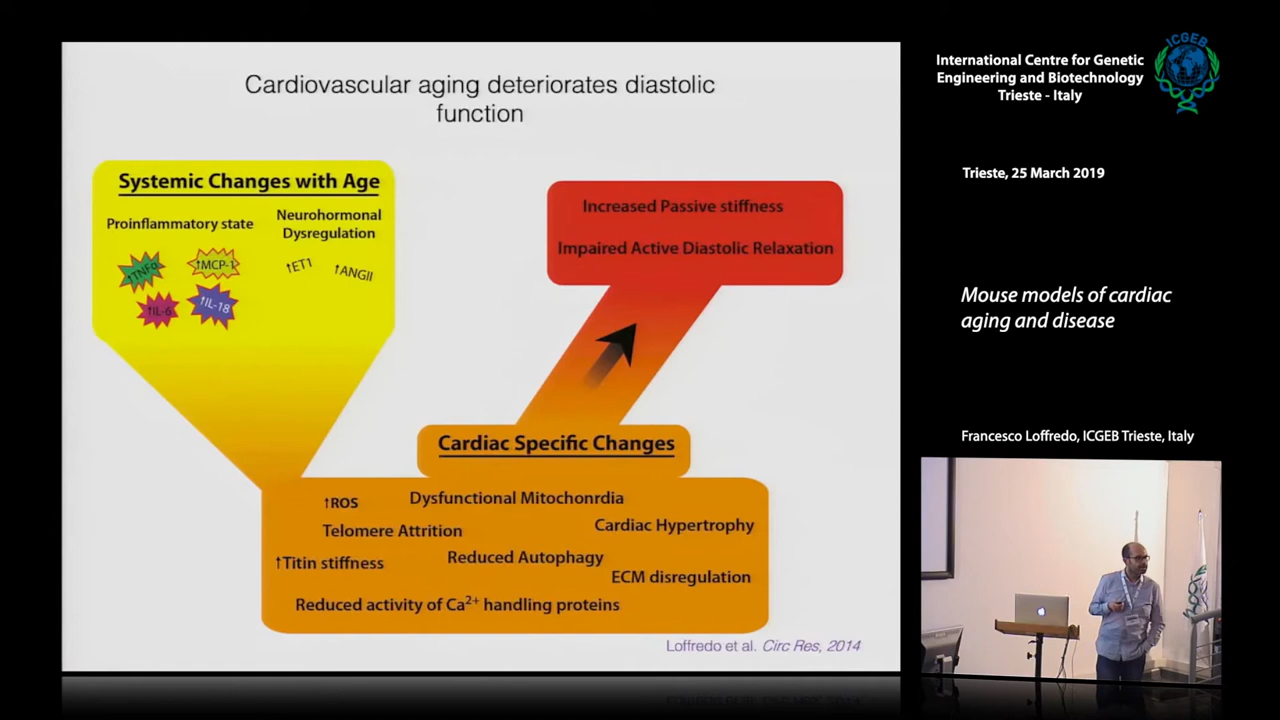 Cardiovascular aging deteriorates diastolic
function
Systemic Changes with Age
Proinflammatory state
Neurohormonal
Dysregulation
↑TNFα
↑MCP-1
↑IL-6
↑IL-18
↑ET1
↑ANGII
Increased Passive stiffness
Impaired Active Diastolic Relaxation
Cardiac Specific Changes
↑ROS
Dysfunctional Mitochonrdia
Telomere Attrition
Cardiac Hypertrophy
↑Titin stiffness
Reduced Autophagy
ECM disregulation
Reduced activity of Ca²⁺ handling proteins
Loffredo et al. Circ Res, 2014
International Centre for Genetic
Engineering and Biotechnology
Trieste - Italy
ICGEB
Trieste, 25 March 2019
Mouse models of cardiac
aging and disease
Francesco Loffredo, ICGEB Trieste, Italy